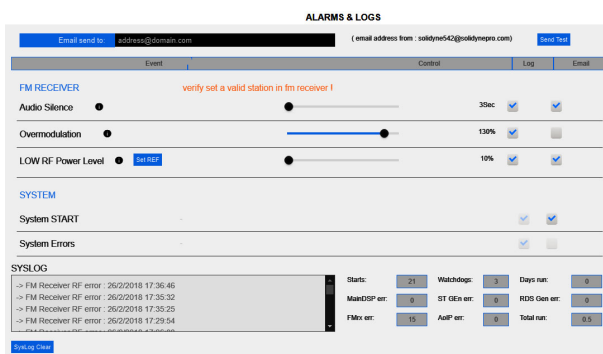 ALARMS & LOGS
Email send to: address@domain.com ( email address from : solidyne542@solidynepro.com) Send Test
Event Control Log Email
FM RECEIVER verify set a valid station in fm receiver !
Audio Silence 3Sec
Overmodulation 130%
LOW RF Power Level Set REF 10%
SYSTEM
System START -
System Errors -
SYSLOG
-> FM Receiver RF error : 26/2/2018 17:36:46
-> FM Receiver RF error : 26/2/2018 17:35:32
-> FM Receiver RF error : 26/2/2018 17:35:25
-> FM Receiver RF error : 26/2/2018 17:29:54
Starts: 21 Watchdogs: 3 Days run: 0
MainDSP err: 0 ST GEn err: 0 RDS Gen err: 0
FMrx err: 15 AoIP err: 0 Total run: 0.5
SysLog Clear